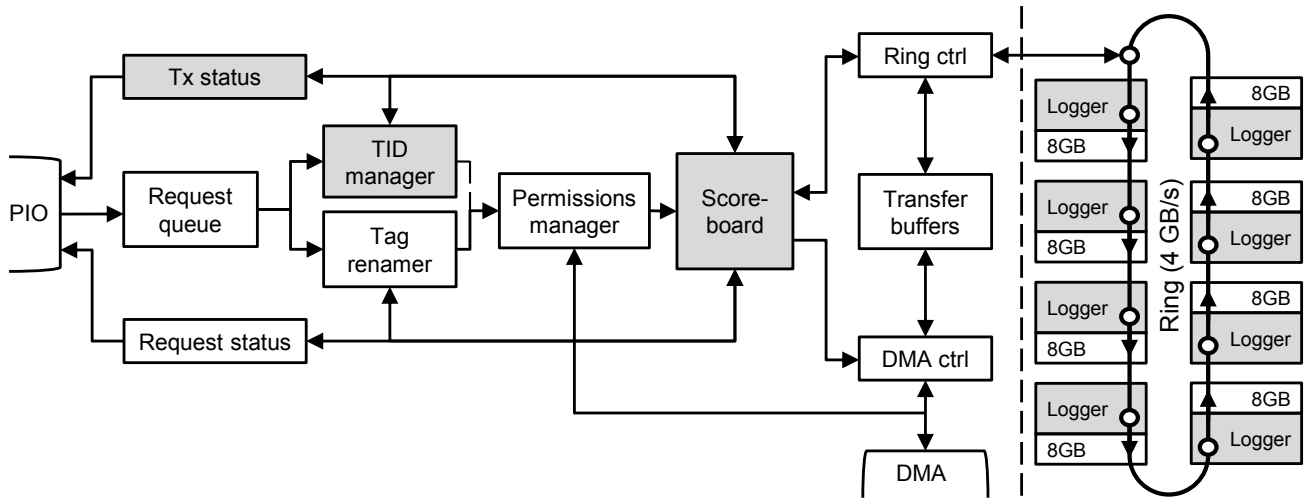 Tx status
PIO
Request
queue
TID
manager
Tag
renamer
Request status
Permissions
manager
Score-
board
Ring ctrl
Transfer
buffers
DMA ctrl
DMA
Logger
8GB
Logger
8GB
Logger
8GB
Logger
8GB
Ring (4 GB/s)
8GB
Logger
8GB
Logger
8GB
Logger
8GB
Logger